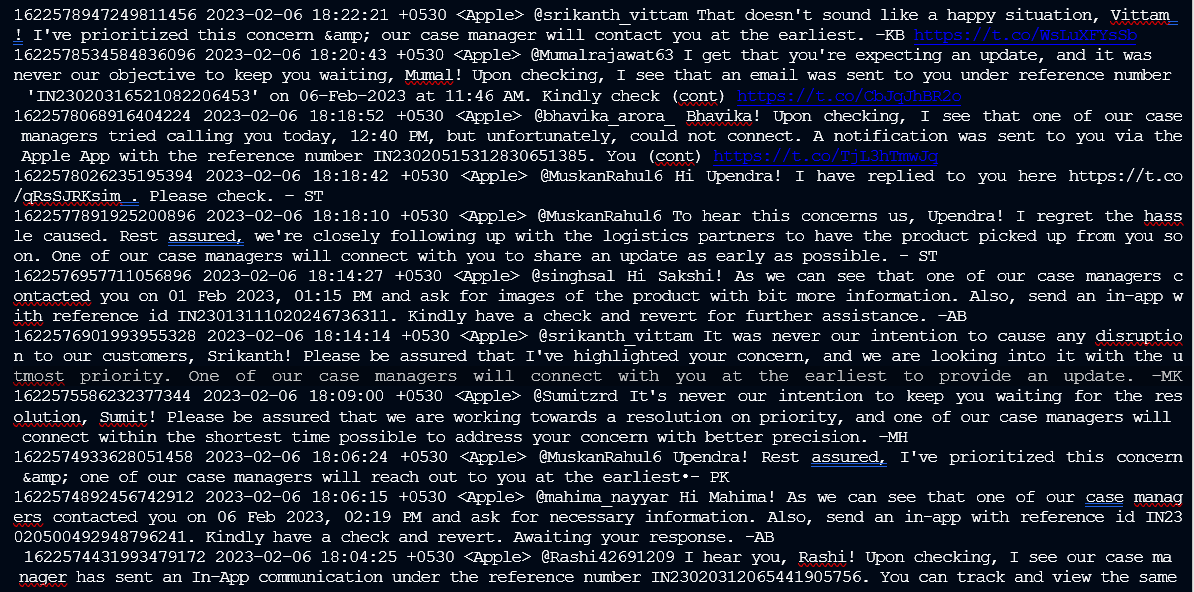 1622578947249811456 2023-02-06 18:22:21 +0530 <Apple> @srikanth_vittam That doesn't sound like a happy situation, Vittam
! I've prioritized this concern &amp; our case manager will contact you at the earliest. -KB https://t.co/WsLuXFYsSb
1622578534584836096 2023-02-06 18:20:43 +0530 <Apple> @Mumalrajawat63 I get that you're expecting an update, and it was
never our objective to keep you waiting, Mumal! Upon checking, I see that an email was sent to you under reference number
'IN23020316521082206453' on 06-Feb-2023 at 11:46 AM. Kindly check (cont) https://t.co/CbJqJhBR2o
1622578068916404224 2023-02-06 18:18:52 +0530 <Apple> @bhavika_arora_ Bhavika! Upon checking, I see that one of our case
managers tried calling you today, 12:40 PM, but unfortunately, could not connect. A notification was sent to you via the
Apple App with the reference number IN23020515312830651385. You (cont) https://t.co/TjL3hTmwJq
1622578026235195394 2023-02-06 18:18:42 +0530 <Apple> @MuskanRahul6 Hi Upendra! I have replied to you here https://t.co
/qRsSJRKsim . Please check. - ST
1622577891925200896 2023-02-06 18:18:10 +0530 <Apple> @MuskanRahul6 To hear this concerns us, Upendra! I regret the hass
le caused. Rest assured, we're closely following up with the logistics partners to have the product picked up from you so
on. One of our case managers will connect with you to share an update as early as possible. - ST
1622576957711056896 2023-02-06 18:14:27 +0530 <Apple> @singhsal Hi Sakshi! As we can see that one of our case managers c
ontacted you on 01 Feb 2023, 01:15 PM and ask for images of the product with bit more information. Also, send an in-app w
ith reference id IN23013111020246736311. Kindly have a check and revert for further assistance. -AB
1622576901993955328 2023-02-06 18:14:14 +0530 <Apple> @srikanth_vittam It was never our intention to cause any disruptio
n to our customers, Srikanth! Please be assured that I've highlighted your concern, and we are looking into it with the u
tmost priority. One of our case managers will connect with you at the earliest to provide an update. -MK
1622575586232377344 2023-02-06 18:09:00 +0530 <Apple> @Sumitzrd It's never our intention to keep you waiting for the res
olution, Sumit! Please be assured that we are working towards a resolution on priority, and one of our case managers will
connect within the shortest time possible to address your concern with better precision. -MH
1622574933628051458 2023-02-06 18:06:24 +0530 <Apple> @MuskanRahul6 Upendra! Rest assured, I've prioritized this concern
&amp; one of our case managers will reach out to you at the earliest•- PK
1622574892456742912 2023-02-06 18:06:15 +0530 <Apple> @mahima_nayyar Hi Mahima! As we can see that one of our case manag
ers contacted you on 06 Feb 2023, 02:19 PM and ask for necessary information. Also, send an in-app with reference id IN23
020500492948796241. Kindly have a check and revert. Awaiting your response. -AB
1622574431993479172 2023-02-06 18:04:25 +0530 <Apple> @Rashi42691209 I hear you, Rashi! Upon checking, I see our case ma
nager has sent an In-App communication under the reference number IN23020312065441905756. You can track and view the same